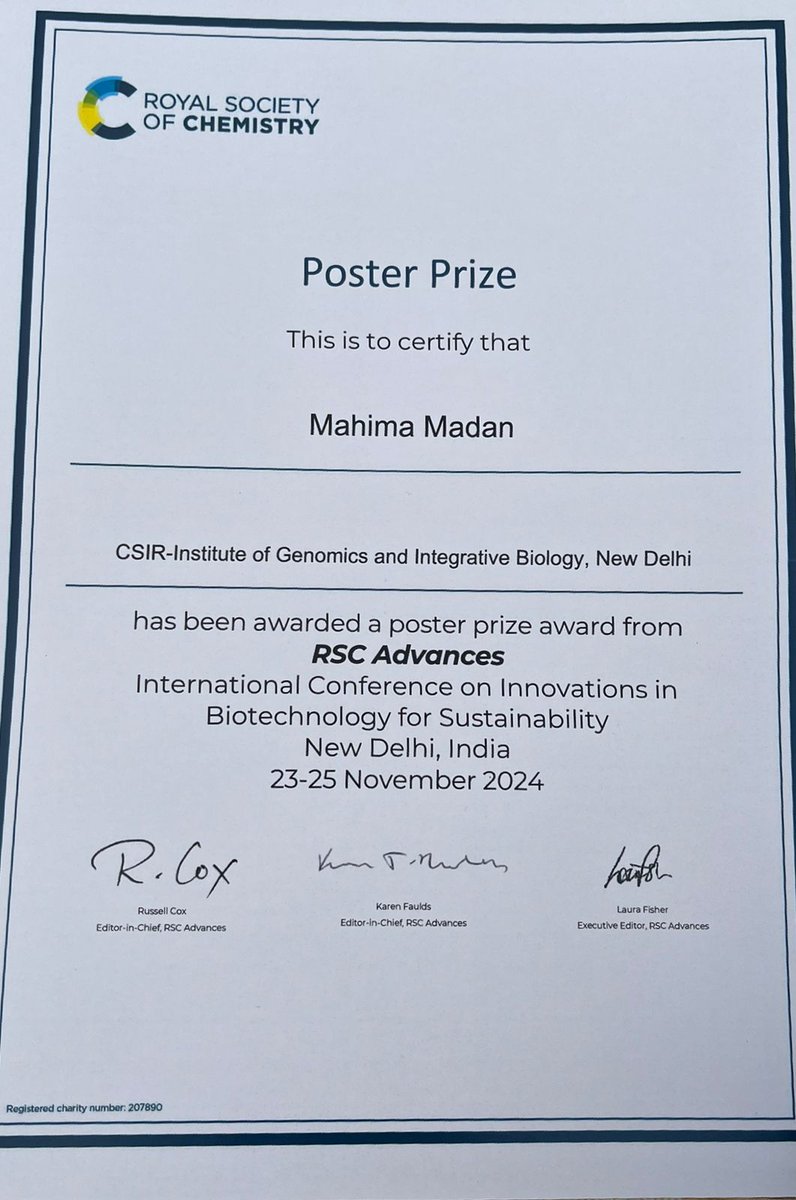 ROYAL SOCIETY
OF CHEMISTRY
Poster Prize
This is to certify that
Mahima Madan
CSIR-Institute of Genomics and Integrative Biology, New Delhi
has been awarded a poster prize award from
RSC Advances
International Conference on Innovations in
Biotechnology for Sustainability
New Delhi, India
23-25 November 2024
R. Cox
Russell Cox
Editor-in-Chief, RSC Advances
Karen Faulds
Editor-in-Chief, RSC Advances
Laura Fisher
Executive Editor, RSC Advances
Registered charity number: 207890